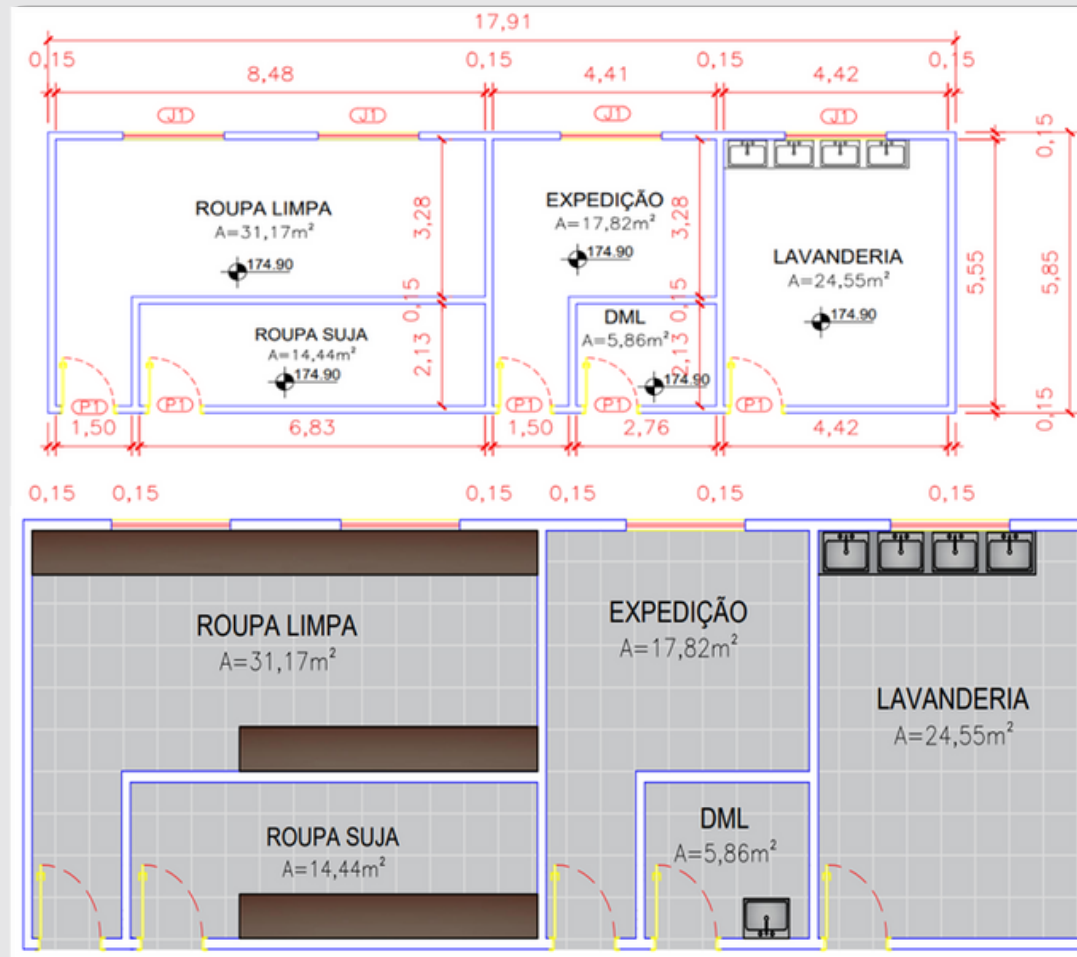 17,91
0,15 0,15 0,15 0,15
8,48 4,41 4,42
J1 J1 J1 J1
0,15
ROUPA LIMPA
A=31,17m²
174.90
3,28
EXPEDIÇÃO
A=17,82m²
174.90
3,28
LAVANDERIA
A=24,55m²
174.90
5,55
5,85
0,15
ROUPA SUJA
A=14,44m²
174.90
2,13
0,15
DML
A=5,86m²
174.90
2,13
P1 P1 P1 P1 P1
0,15
1,50 6,83 1,50 2,76 4,42
0,15 0,15 0,15 0,15 0,15 0,15
ROUPA LIMPA
A=31,17m²
EXPEDIÇÃO
A=17,82m²
LAVANDERIA
A=24,55m²
ROUPA SUJA
A=14,44m²
DML
A=5,86m²